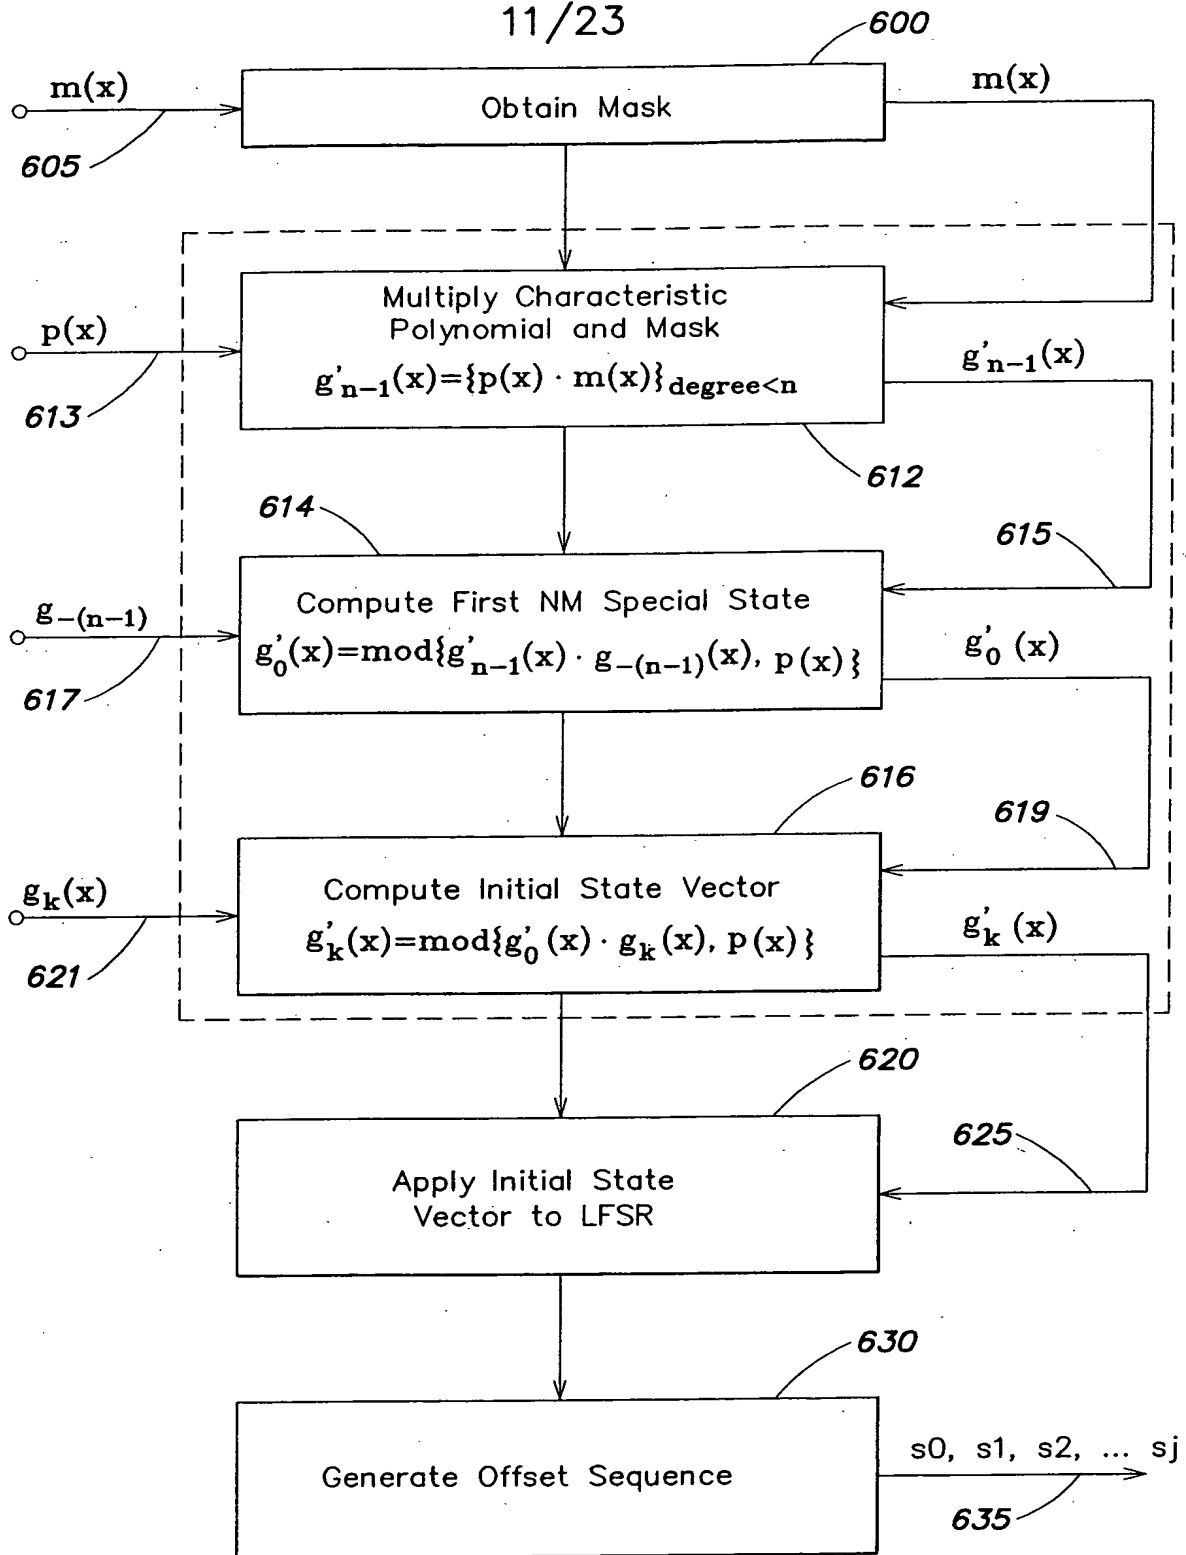 11/23
600
m(x)
Obtain Mask
m(x)
605
Multiply Characteristic
Polynomial and Mask
g'n−1(x)={p(x) · m(x)}degree<n
p(x)
613
g'n−1(x)
612
614
615
Compute First NM Special State
g'0(x)=mod{g'n−1(x) · g−(n−1)(x), p(x)}
g−(n−1)
617
g'0 (x)
616
619
Compute Initial State Vector
g'k(x)=mod{g'0 (x) · gk(x), p(x)}
gk(x)
621
g'k (x)
620
625
Apply Initial State
Vector to LFSR
630
Generate Offset Sequence
s0, s1, s2, ... sj
635